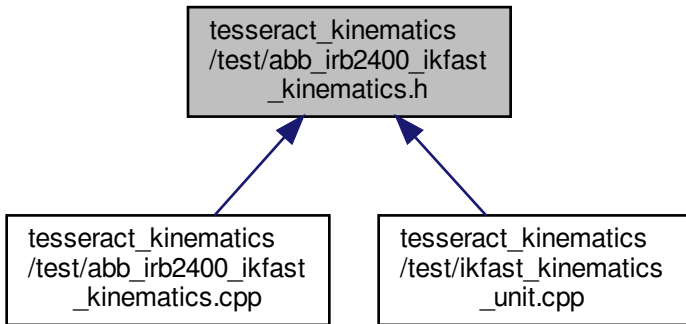 tesseract_kinematics
/test/abb_irb2400_ikfast
_kinematics.h
tesseract_kinematics
/test/abb_irb2400_ikfast
_kinematics.cpp
tesseract_kinematics
/test/ikfast_kinematics
_unit.cpp